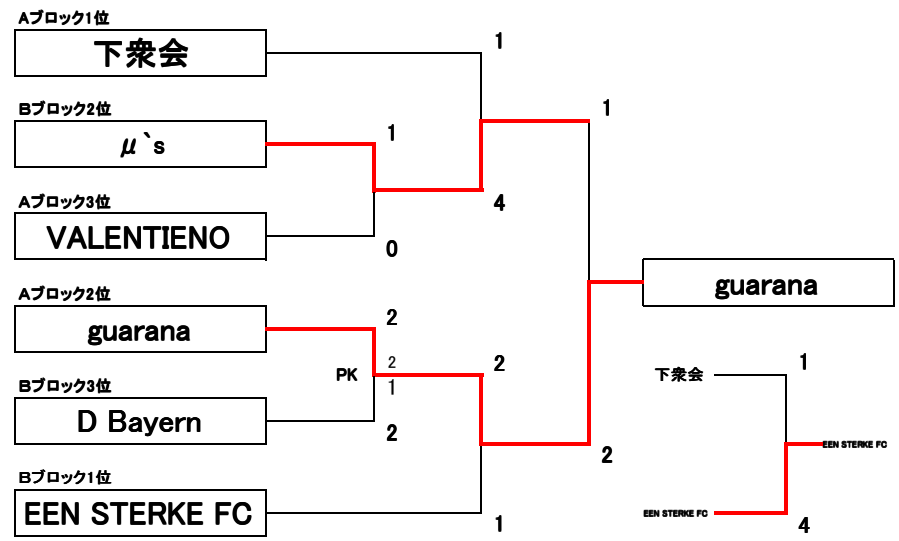 Aブロック1位
下衆会
1
Bブロック2位
μ`s
1
1
Aブロック3位
4
VALENTIENO
0
guarana
Aブロック2位
guarana
2
PK
2
1
2
1
下衆会
Bブロック3位
D Bayern
2
EEN STERKE FC
2
Bブロック1位
EEN STERKE FC
1
EEN STERKE FC
4